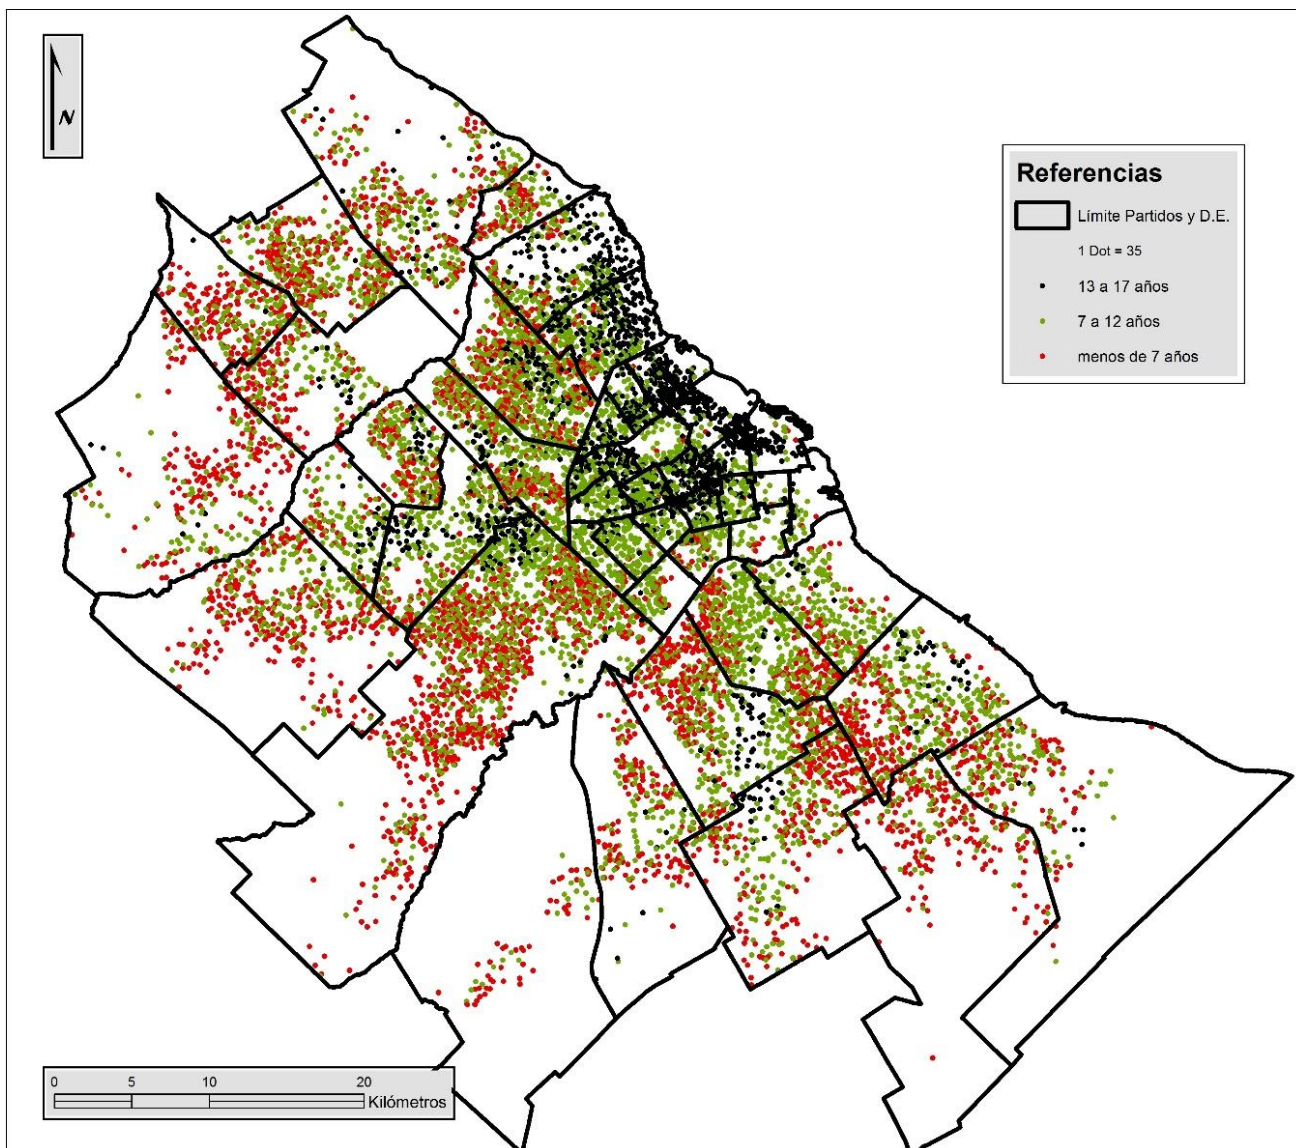 N
Referencias
Límite Partidos y D.E.
1 Dot = 35
13 a 17 años
7 a 12 años
menos de 7 años
0 5 10 20
Kilómetros